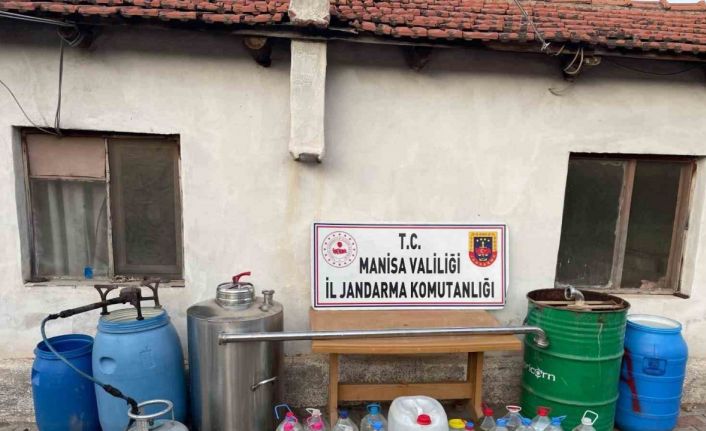 T.C.
MANİSA VALİLİĞİ
İL JANDARMA KOMUTANLIĞI